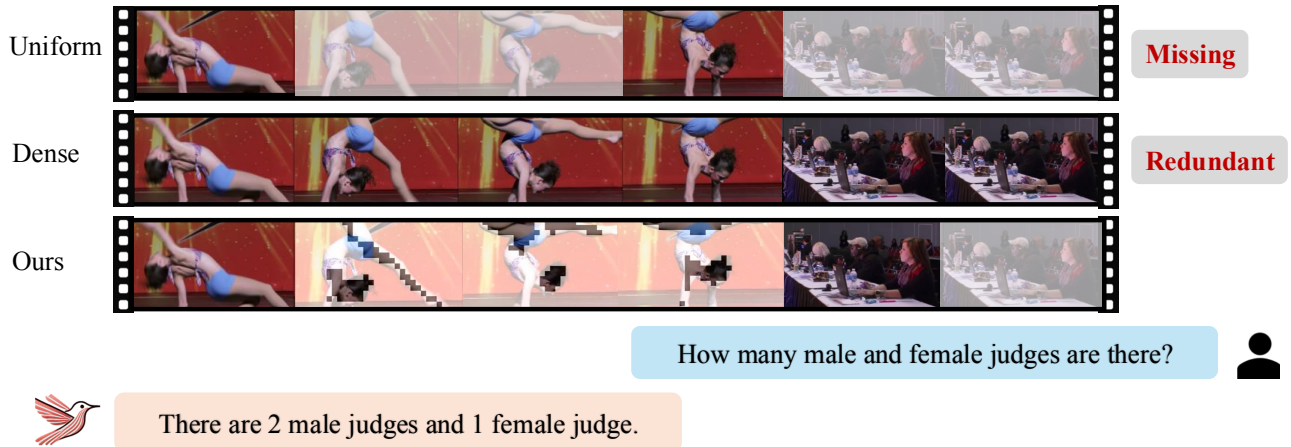 Uniform
Missing
Dense
Redundant
Ours
How many male and female judges are there?
There are 2 male judges and 1 female judge.